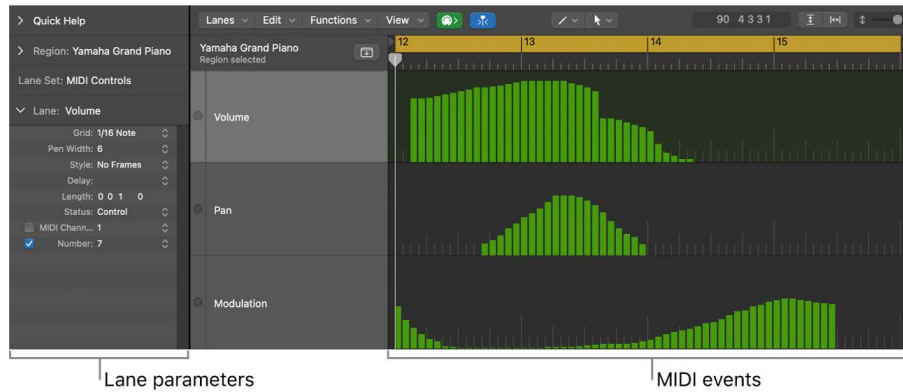 Quick Help
Lanes Edit Functions View 90 4 3 3 1
Region: Yamaha Grand Piano
Yamaha Grand Piano
Region selected
12 13 14 15
Lane Set: MIDI Controls
Lane: Volume
Grid: 1/16 Note
Pen Width: 6
Style: No Frames
Delay:
Length: 0 0 1 0
Status: Control
MIDI Chann... 1
Number: 7
Volume
Pan
Modulation
Lane parameters
MIDI events